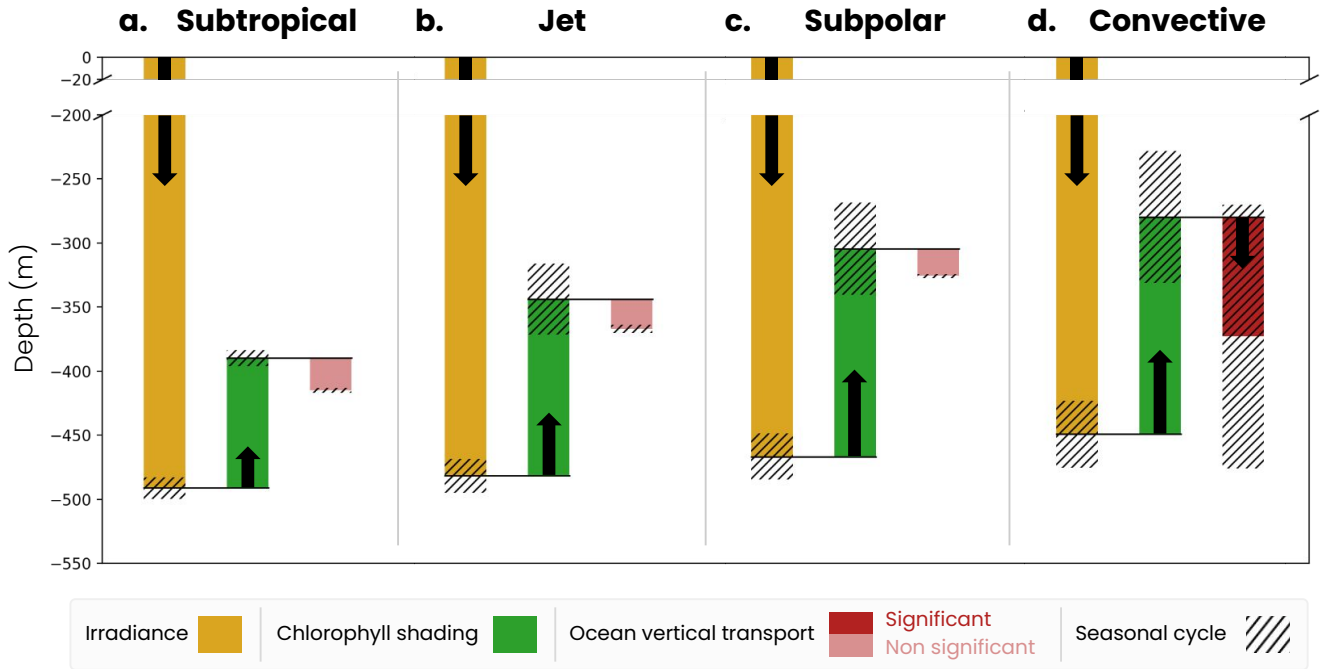 a. Subtropical b. Jet c. Subpolar d. Convective
0
−20
−200
−250
−300
−350
−400
−450
−500
−550
Depth (m)
Irradiance Chlorophyll shading Ocean vertical transport Significant Seasonal cycle
Non significant